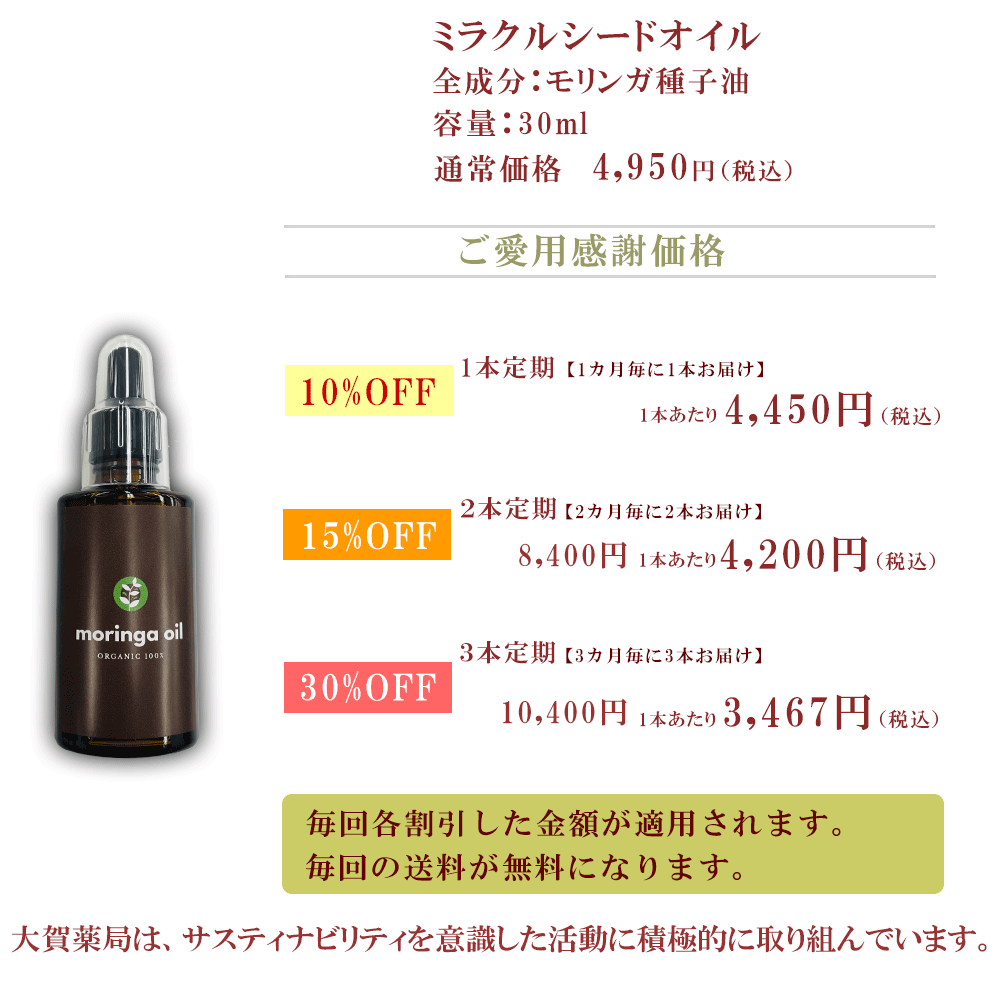 ミラクルシードオイル
全成分：モリンガ種子油
容量：30ml
通常価格 4,950円（税込）
ご愛用感謝価格
10%OFF
1本定期【1カ月毎に1本お届け】
1本あたり4,450円（税込）
15%OFF
2本定期【2カ月毎に2本お届け】
8,400円 1本あたり4,200円（税込）
30%OFF
3本定期【3カ月毎に3本お届け】
10,400円 1本あたり3,467円（税込）
moringa oil
ORGANIC 100%
毎回各割引した金額が適用されます。
毎回の送料が無料になります。
大賀薬局は、サスティナビリティを意識した活動に積極的に取り組んでいます。